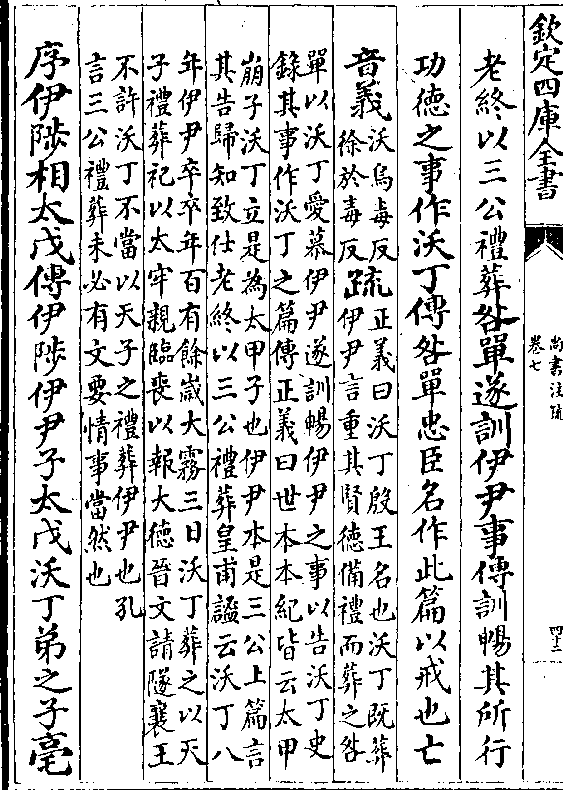 欽定四庫全書
尚書注疏
卷七
四十三
老終以三公禮葬咎單遂訓伊尹事傳訓暢其所行
功德之事作沃丁傳咎單忠臣名作此篇以戒也亡
音義沃烏毒反
徐於毒反疏正義曰沃丁殷王名也沃丁既葬
伊尹言重其賢德備禮而葬之咎
單以沃丁愛慕伊尹遂訓暢伊尹之事以告沃丁史
錄其事作沃丁之篇傳正義曰世本本紀皆云太甲
崩子沃丁立是為太甲子也伊尹本是三公上篇言
其告歸知致仕老終以三公禮葬皇甫謐云沃丁八
年伊尹卒卒年百有餘歲大霧三日沃丁葬之以天
子禮葬祀以太牢親臨喪以報大德晉文請隧襄王
不許沃丁不當以天子之禮葬伊尹也孔
言三公禮葬未必有文要情事當然也
序伊陟相太戊傳伊陟伊尹子太戊沃丁弟之子亳